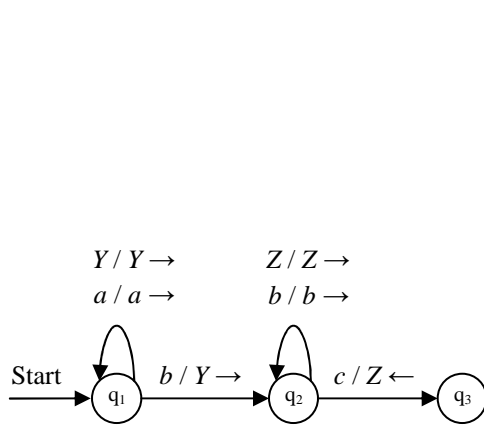 Y / Y → Z / Z →
a / a → b / b →
Start b / Y → c / Z ←
q₁ q₂ q₃